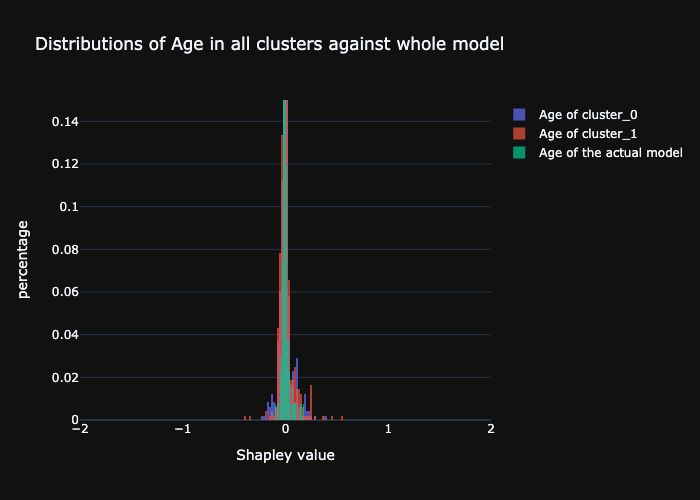 Distributions of Age in all clusters against whole model
Age of cluster_0
Age of cluster_1
Age of the actual model
0.14
0.12
0.1
0.08
0.06
0.04
0.02
0
percentage
−2
−1
0
1
2
Shapley value